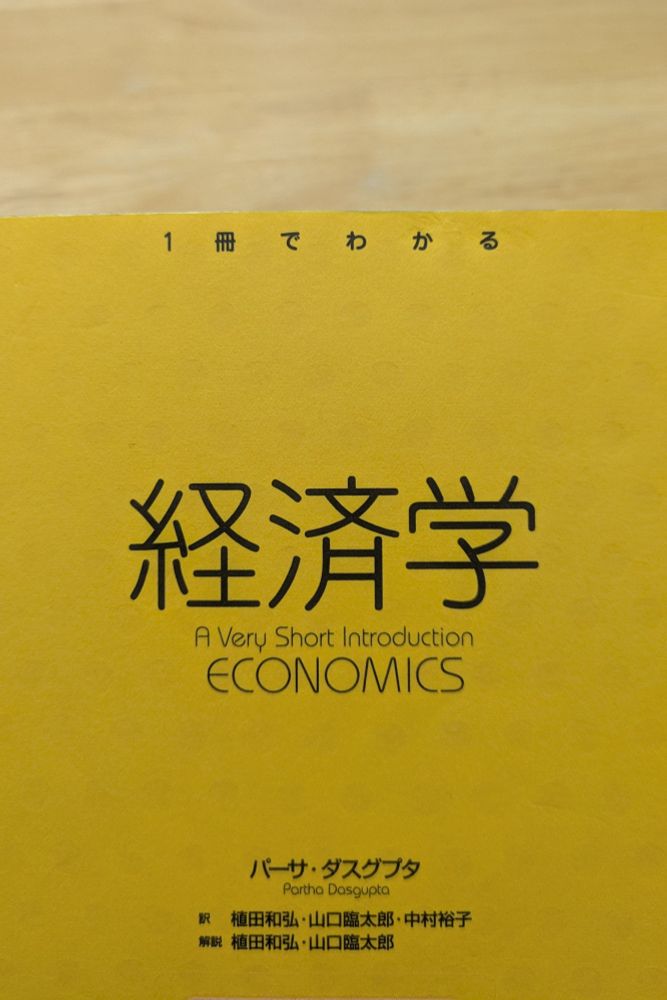 1冊でわかる
経済学
A Very Short Introduction
ECONOMICS
パーサ・ダスグプタ
Partha Dasgupta
訳 植田和弘・山口臨太郎・中村裕子
解説 植田和弘・山口臨太郎